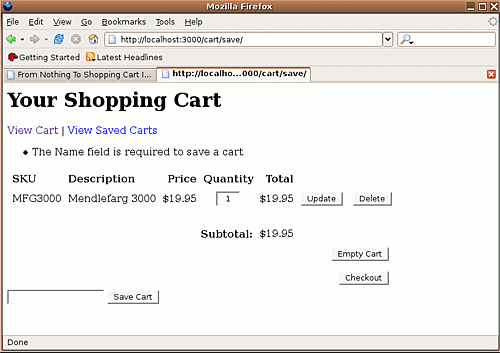 Mozilla Firefox
File Edit View Go Bookmarks Tools Help
http://localhost:3000/cart/save/
Getting Started Latest Headlines
From Nothing To Shopping Cart I... http://localho...000/cart/save/
Your Shopping Cart
View Cart | View Saved Carts
• The Name field is required to save a cart
SKU Description Price Quantity Total
MFG3000 Mendlefarg 3000 $19.95 1 $19.95 Update Delete
Subtotal: $19.95
Empty Cart
Checkout
Save Cart
Done